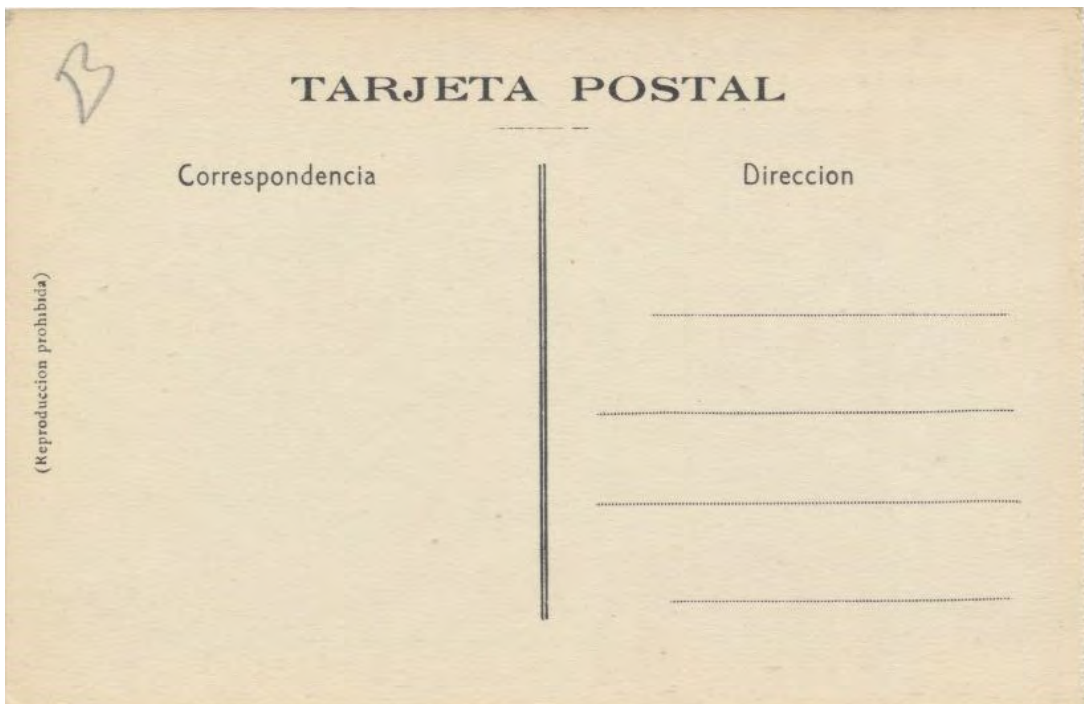 B
TARJETA POSTAL
Correspondencia
Direccion
(Reproduccion prohibida)